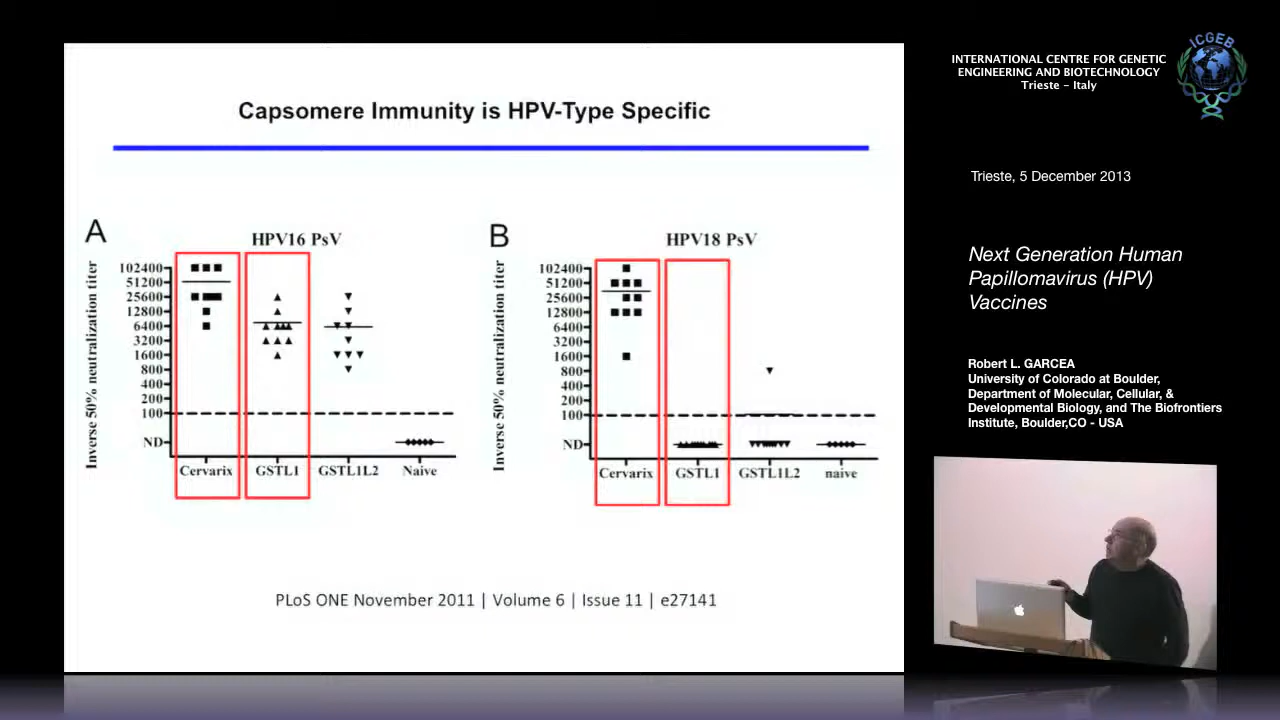 Capsomere Immunity is HPV-Type Specific
A
HPV16 PsV
Inverse 50% neutralization titer
102400
51200
25600
12800
6400
3200
1600
800
400
200
100
ND
Cervarix
GSTL1
GSTL1L2
Naive
B
HPV18 PsV
Inverse 50% neutralization titer
102400
51200
25600
12800
6400
3200
1600
800
400
200
100
ND
Cervarix
GSTL1
GSTL1L2
naive
PLoS ONE November 2011 | Volume 6 | Issue 11 | e27141
INTERNATIONAL CENTRE FOR GENETIC
ENGINEERING AND BIOTECHNOLOGY
Trieste - Italy
ICGEB
Trieste, 5 December 2013
Next Generation Human
Papillomavirus (HPV)
Vaccines
Robert L. GARCEA
University of Colorado at Boulder,
Department of Molecular, Cellular, &
Developmental Biology, and The Biofrontiers
Institute, Boulder,CO - USA